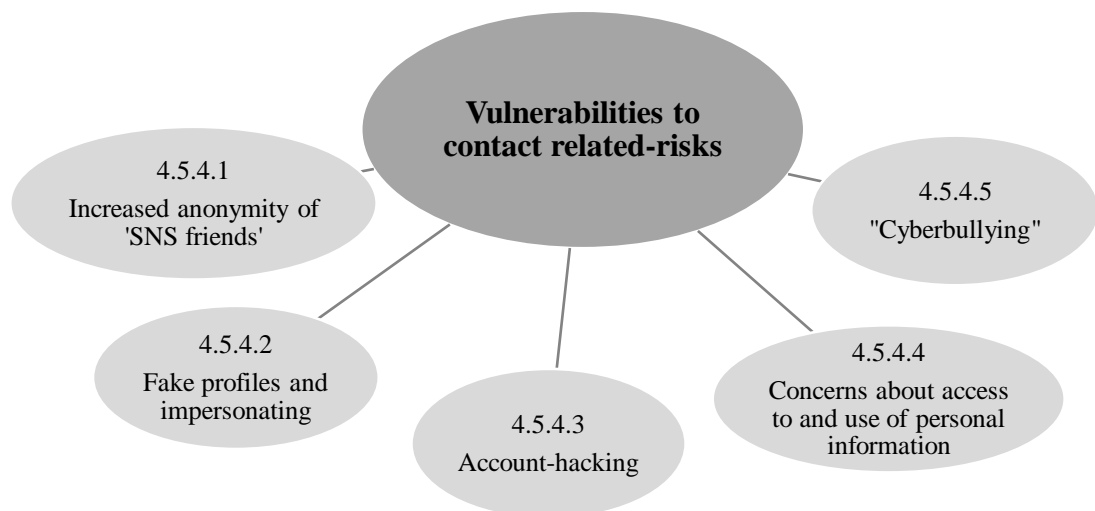 Vulnerabilities to
contact related-risks
4.5.4.1
Increased anonymity of
'SNS friends'
4.5.4.2
Fake profiles and
impersonating
4.5.4.3
Account-hacking
4.5.4.4
Concerns about access
to and use of personal
information
4.5.4.5
"Cyberbullying"